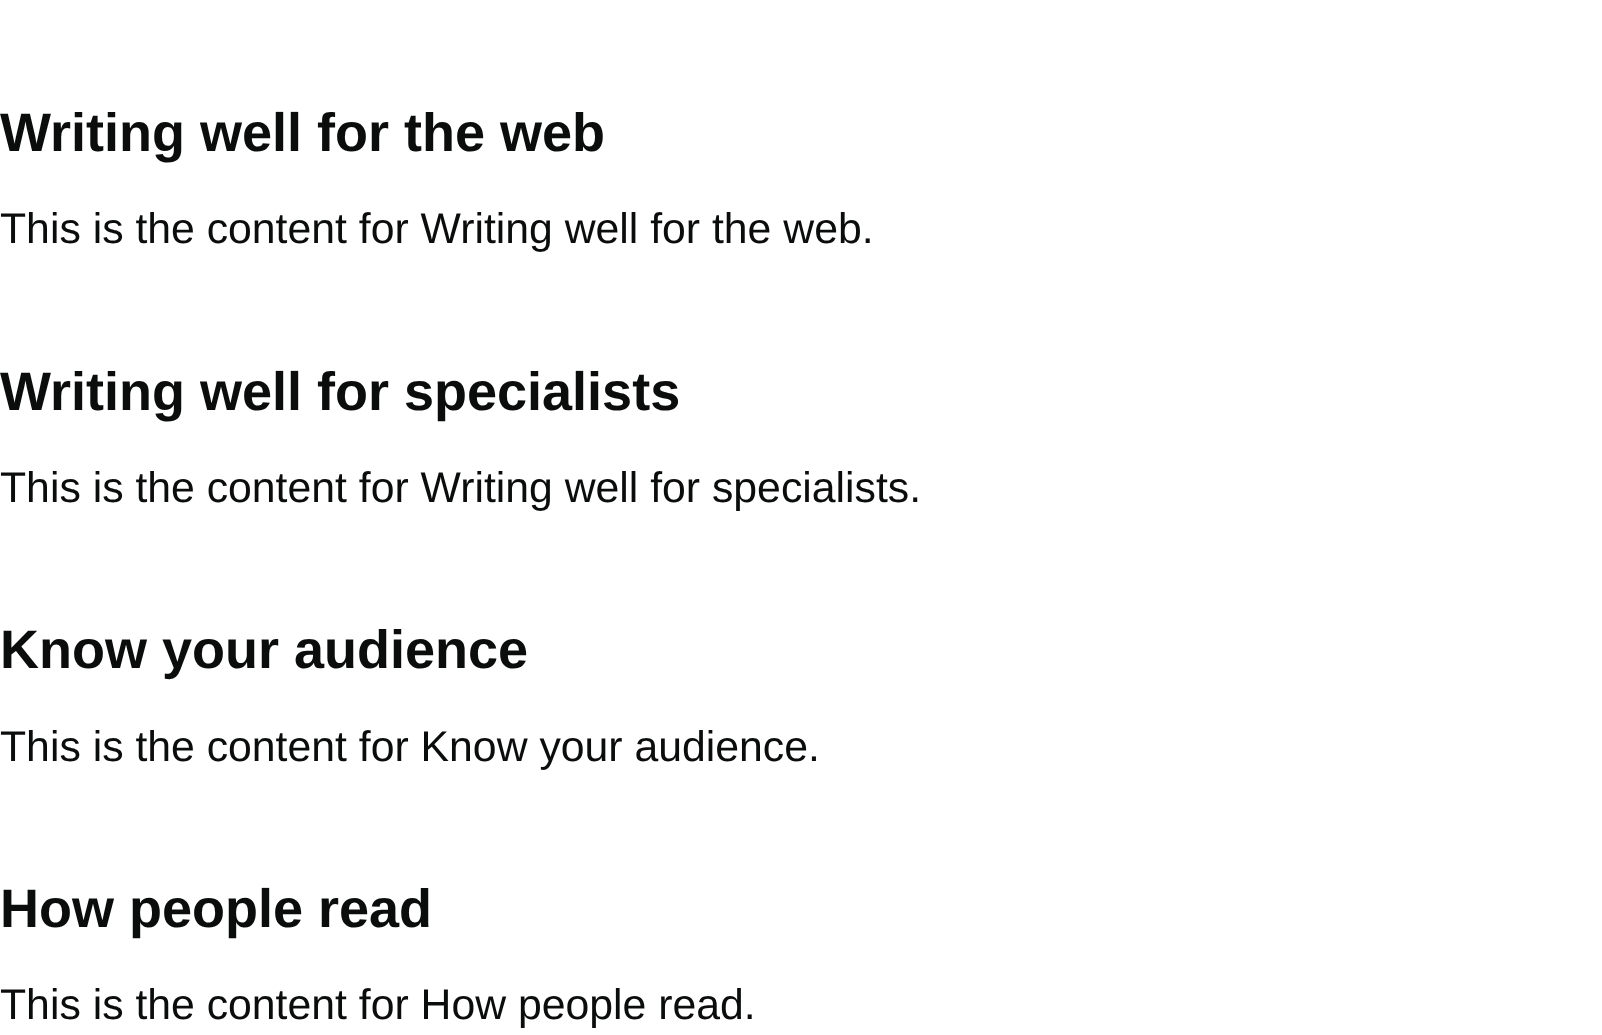 Writing well for the web
This is the content for Writing well for the web.
Writing well for specialists
This is the content for Writing well for specialists.
Know your audience
This is the content for Know your audience.
How people read
This is the content for How people read.